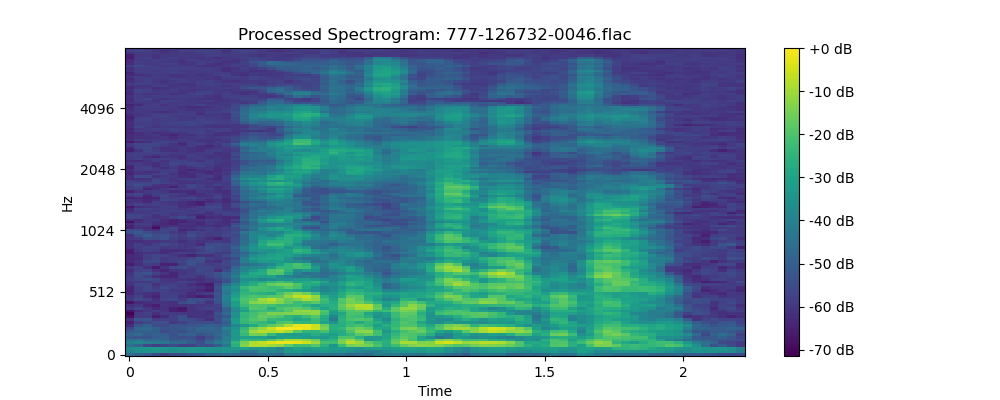 Processed Spectrogram: 777-126732-0046.flac
+0 dB
4096
-10 dB
-20 dB
2048
-30 dB
Hz
-40 dB
1024
-50 dB
512
-60 dB
0
-70 dB
0 0.5 1 1.5 2
Time